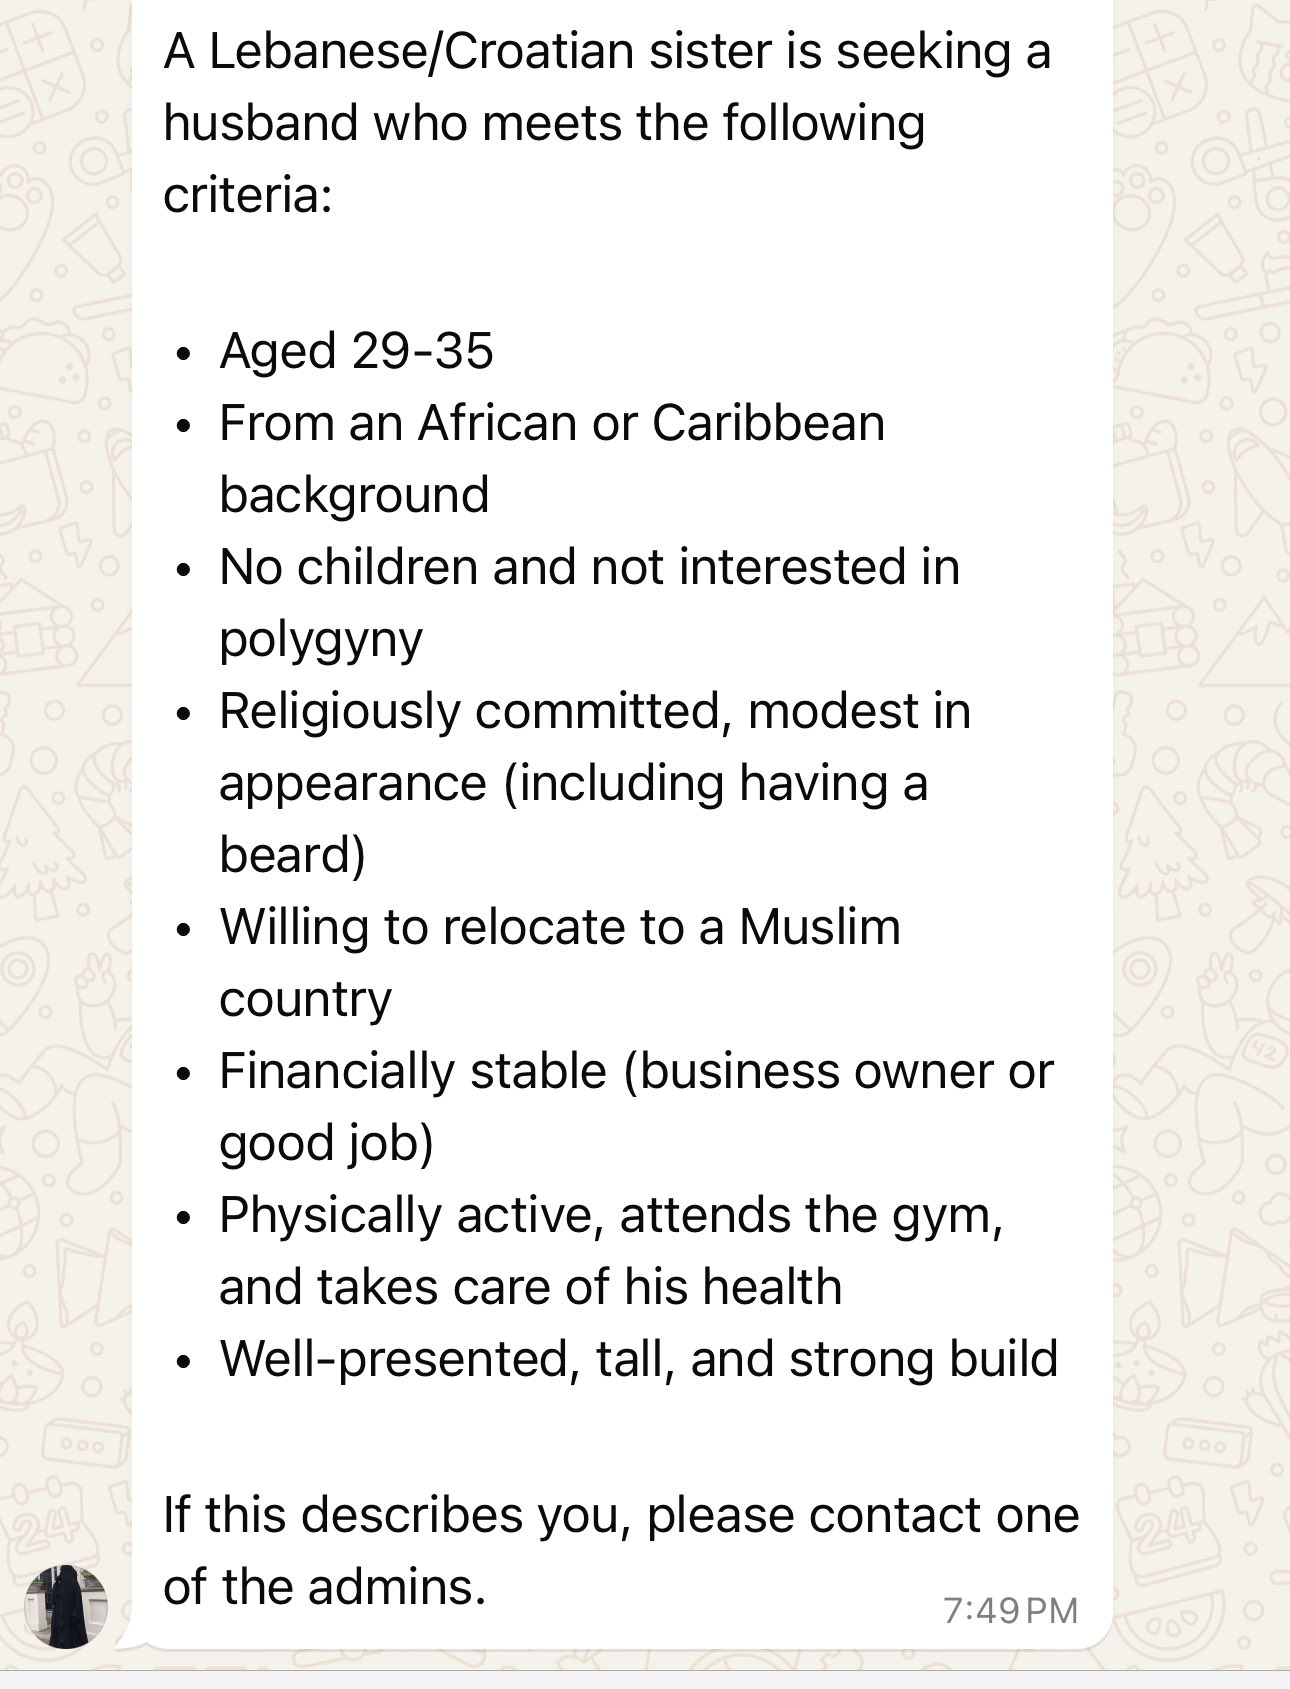 A Lebanese/Croatian sister is seeking a
husband who meets the following
criteria:
• Aged 29-35
• From an African or Caribbean
background
• No children and not interested in
polygyny
• Religiously committed, modest in
appearance (including having a
beard)
• Willing to relocate to a Muslim
country
• Financially stable (business owner or
good job)
• Physically active, attends the gym,
and takes care of his health
• Well-presented, tall, and strong build
If this describes you, please contact one
of the admins.
7:49 PM